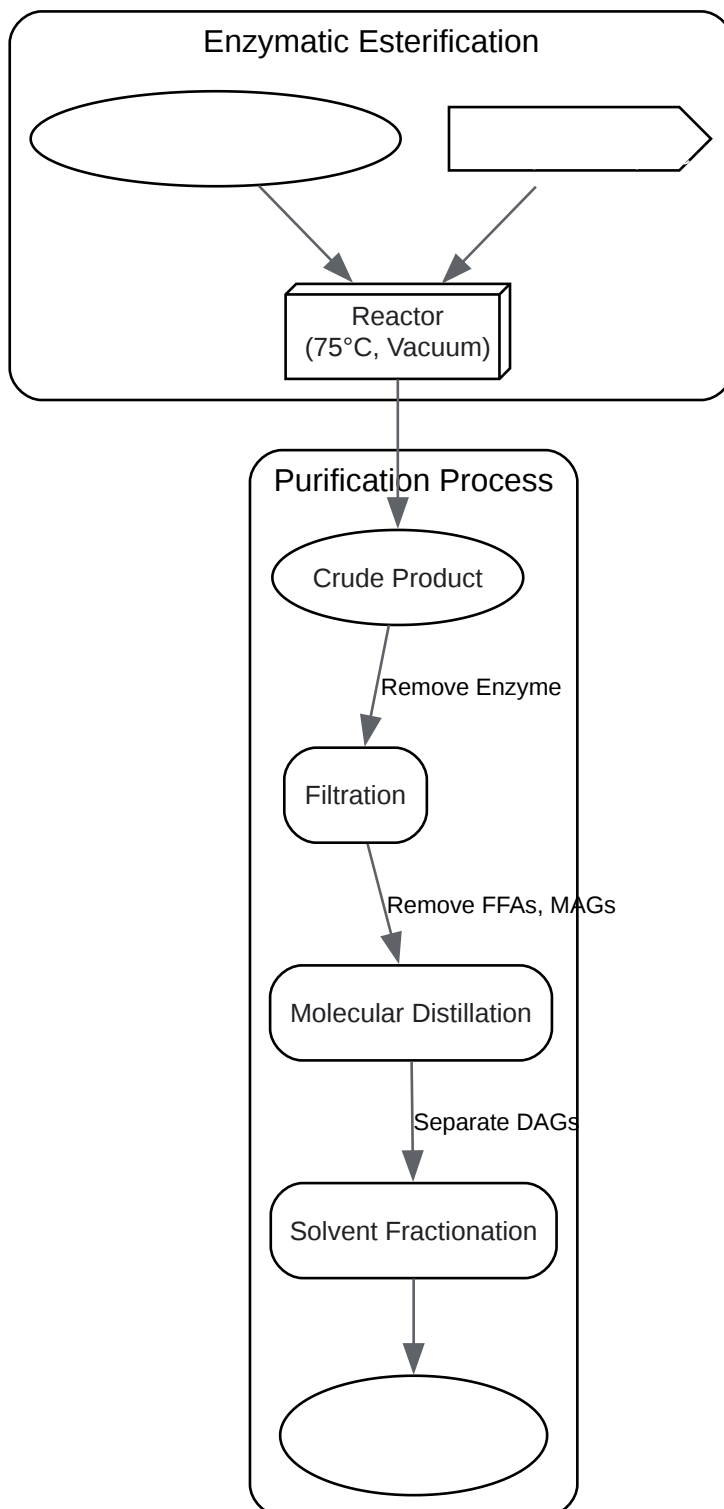 Enzymatic Esterification
Reactor
(75°C, Vacuum)
Purification Process
Crude Product
Remove Enzyme
Filtration
Remove FFAs, MAGs
Molecular Distillation
Separate DAGs
Solvent Fractionation